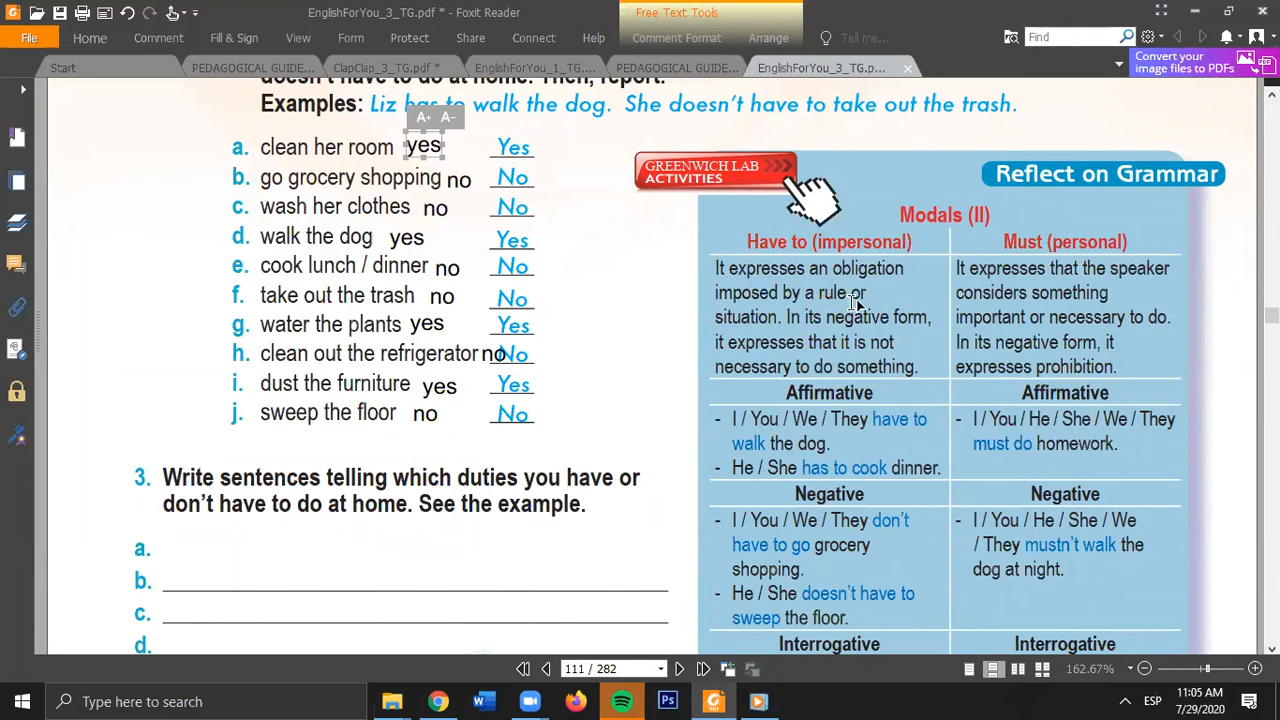 EnglishForYou_3_TG.pdf * - Foxit Reader
Free Text Tools
File Home Comment Fill & Sign View Form Protect Share Connect Help Comment Format Arrange Tell me... Find
Start PEDAGOGICAL GUIDE... ClapClap_3_TG.pdf * EnglishForYou_1_TG.... PEDAGOGICAL GUIDE... EnglishForYou_3_TG.p...
Convert your
image files to PDFs
doesn't have to do at home. Then, report.
Examples: Liz has to walk the dog. She doesn't have to take out the trash.
A+ A-
a. clean her room yes Yes
b. go grocery shopping no No
c. wash her clothes no No
d. walk the dog yes Yes
e. cook lunch / dinner no No
f. take out the trash no No
g. water the plants yes Yes
h. clean out the refrigerator no No
i. dust the furniture yes Yes
j. sweep the floor no No
3. Write sentences telling which duties you have or
don't have to do at home. See the example.
a.
b.
c.
d.
GREENWICH LAB
ACTIVITIES
Reflect on Grammar
Modals (II)
Have to (impersonal)
It expresses an obligation
imposed by a rule or
situation. In its negative form,
it expresses that it is not
necessary to do something.
Affirmative
- I / You / We / They have to
walk the dog.
- He / She has to cook dinner.
Negative
- I / You / We / They don't
have to go grocery
shopping.
- He / She doesn't have to
sweep the floor.
Interrogative
Must (personal)
It expresses that the speaker
considers something
important or necessary to do.
In its negative form, it
expresses prohibition.
Affirmative
- I / You / He / She / We / They
must do homework.
Negative
- I / You / He / She / We
/ They mustn't walk the
dog at night.
Interrogative
111 / 282
162.67%
Type here to search
ESP
11:05 AM
7/29/2020